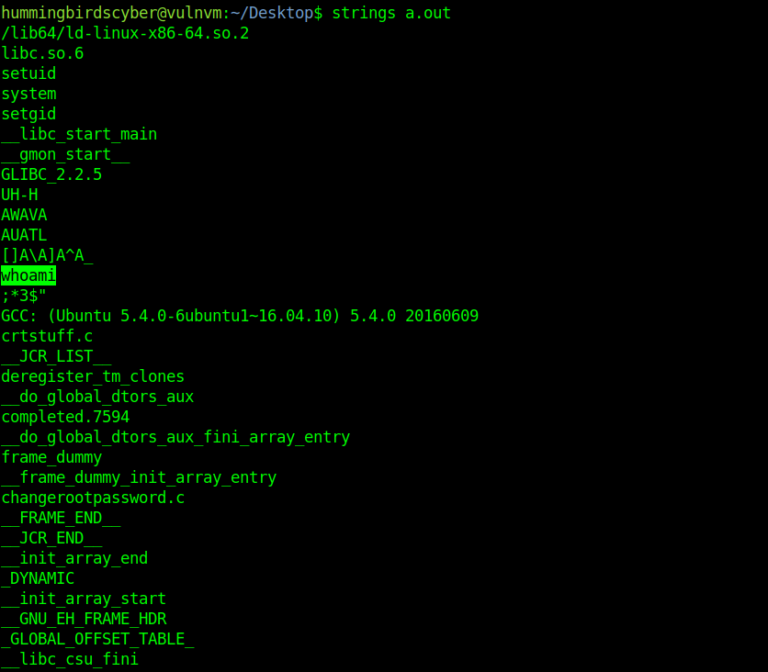 hummingbirdscyber@vulnvm:~/Desktop$ strings a.out
/lib64/ld-linux-x86-64.so.2
libc.so.6
setuid
system
setgid
__libc_start_main
__gmon_start__
GLIBC_2.2.5
UH-H
AWAVA
AUATL
[]A\A]A^A_
whoami
;*3$"
GCC: (Ubuntu 5.4.0-6ubuntu1~16.04.10) 5.4.0 20160609
crtstuff.c
__JCR_LIST__
deregister_tm_clones
__do_global_dtors_aux
completed.7594
__do_global_dtors_aux_fini_array_entry
frame_dummy
__frame_dummy_init_array_entry
changerootpassword.c
__FRAME_END__
__JCR_END__
__init_array_end
_DYNAMIC
__init_array_start
__GNU_EH_FRAME_HDR
_GLOBAL_OFFSET_TABLE_
__libc_csu_fini